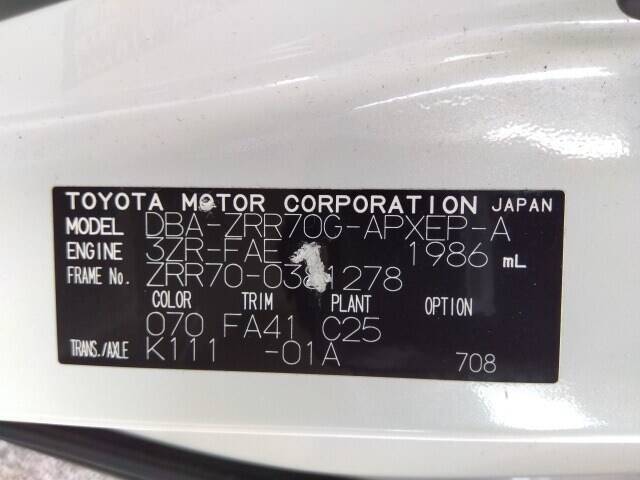 TOYOTA MOTOR CORPORATION JAPAN
MODEL DBA-ZRR70G-APXEP-A
ENGINE 3ZR-FAE 1986 mL
FRAME No.
COLOR TRIM PLANT OPTION
070 FA41 C25
TRANS./AXLE K111 -01A 708